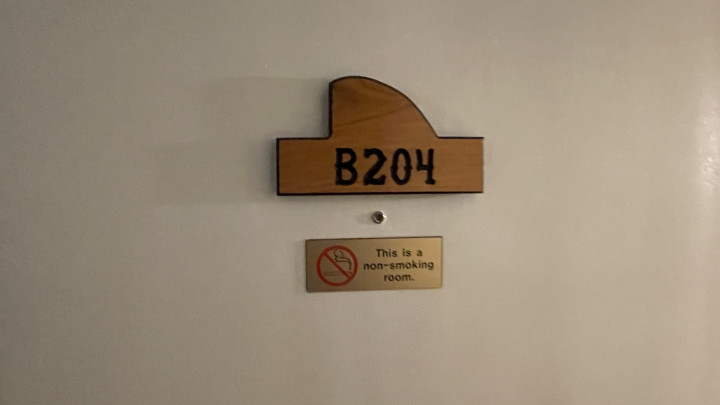 B204
This is a
non-smoking
room.